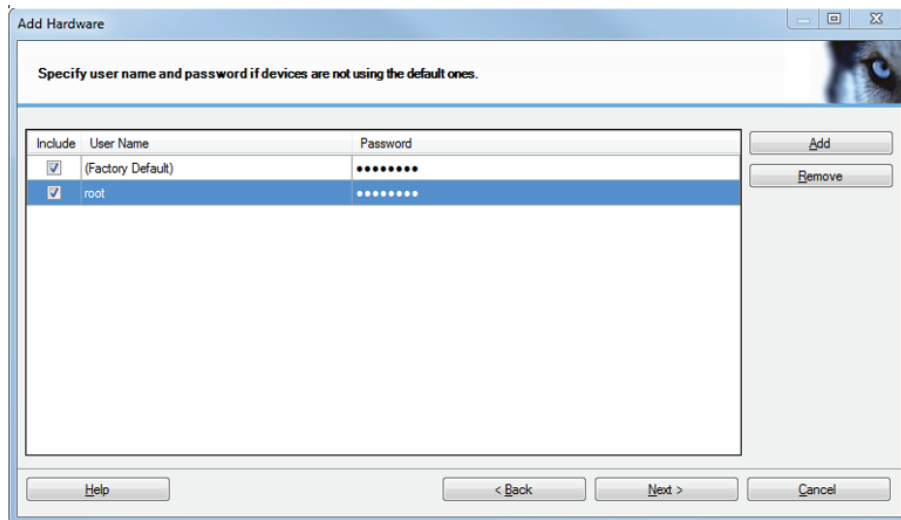 Add Hardware
Specify user name and password if devices are not using the default ones.
Include User Name Password
(Factory Default) ••••••••
root ••••••••
Add
Remove
Help < Back Next > Cancel